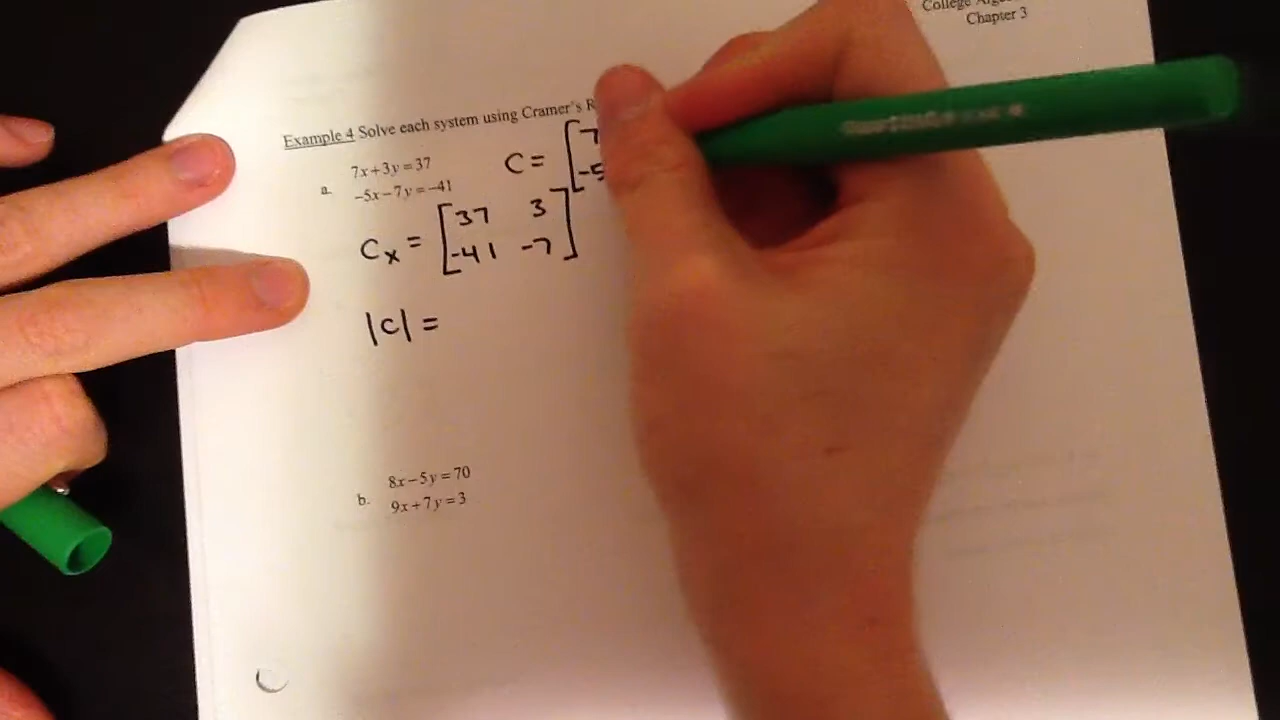 College
Chapter 3
Example 4 Solve each system using Cramer's
a. 7x+3y=37
-5x-7y=-41
C= [7
-5
Cx = [37 3
-41 -7]
|C| =
b. 8x-5y=70
9x+7y=3